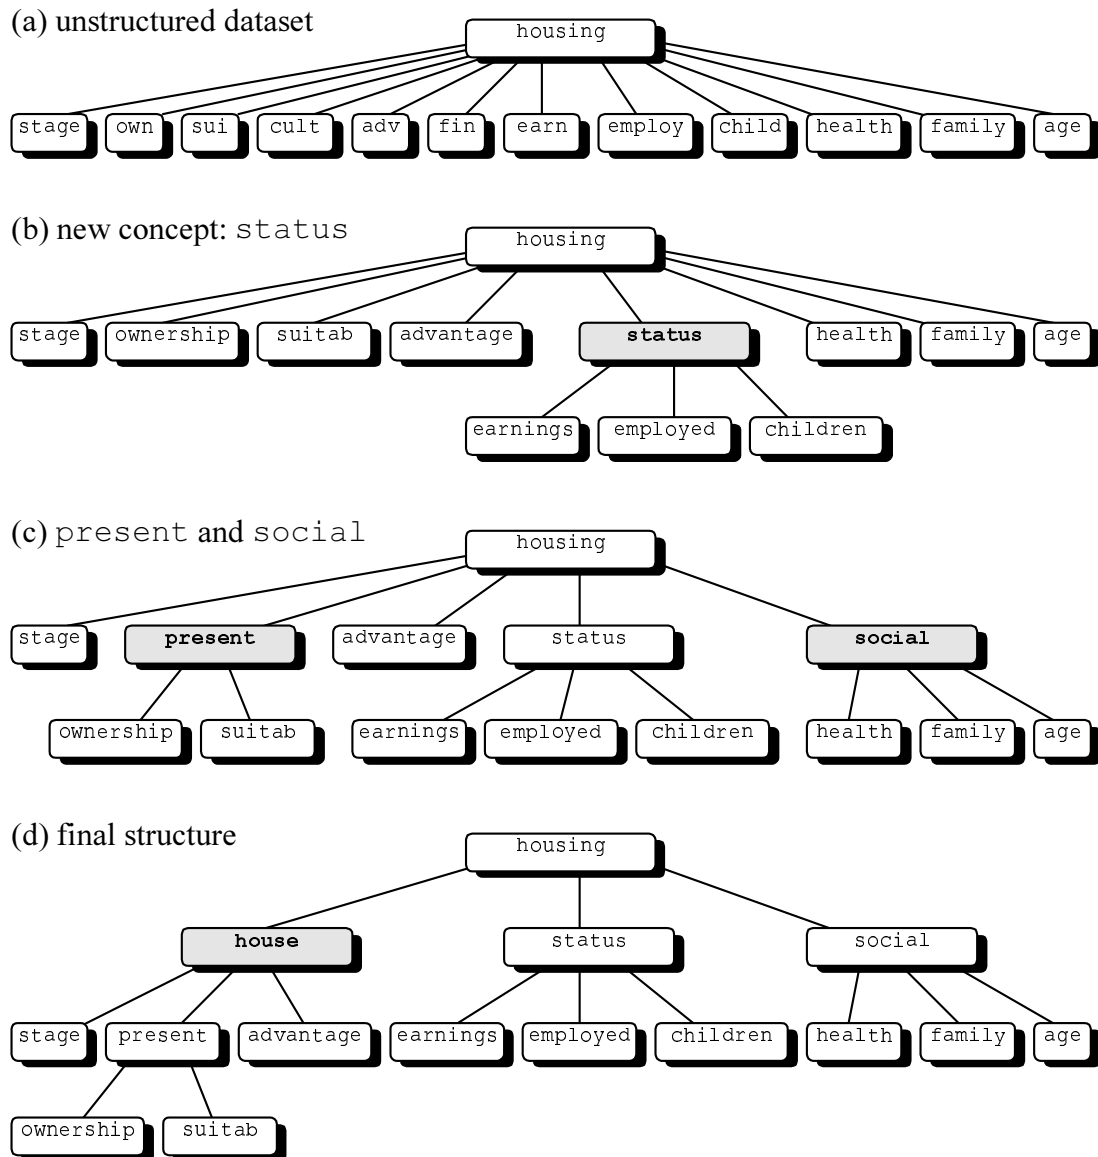 (a) unstructured dataset
housing
stage own sui cult adv fin earn employ child health family age
(b) new concept: status
housing
stage ownership suitab advantage status health family age
earnings employed children
(c) present and social
housing
stage present advantage status social
ownership suitab earnings employed children health family age
(d) final structure
housing
house status social
stage present advantage earnings employed children health family age
ownership suitab